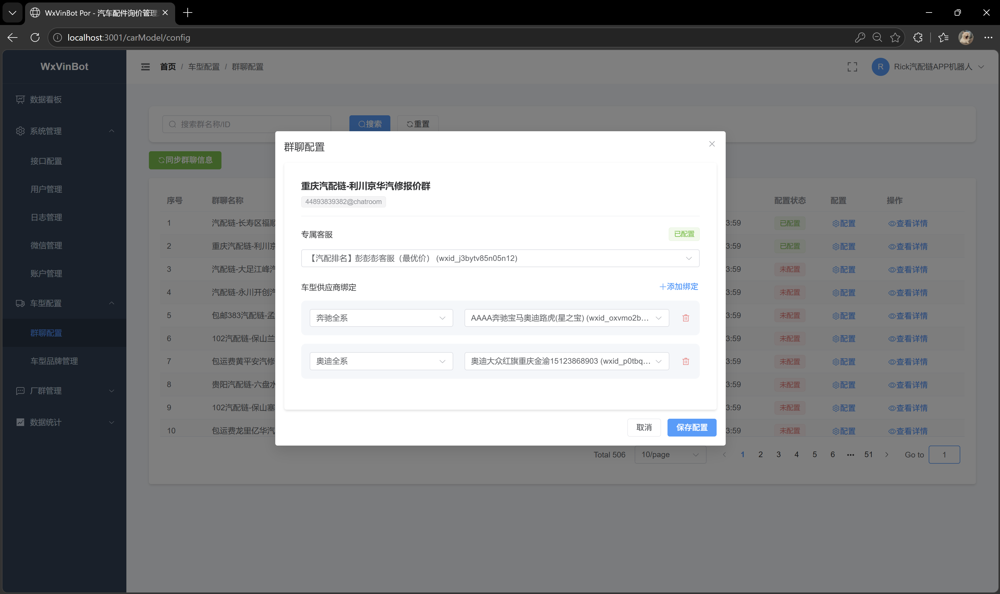 WxVinBot Por - 汽车配件询价管理
localhost:3001/carModel/config
WxVinBot
首页 / 车型配置 / 群聊配置
R Rick汽配链APP机器人
数据看板
系统管理
接口配置
用户管理
日志管理
微信管理
账户管理
车型配置
群聊配置
车型品牌管理
厂群管理
数据统计
搜索群名称/ID 搜索 重置
同步群聊信息
序号 群聊名称 配置状态 配置 操作
1 汽配链-长寿区福顺 3:59 已配置 配置 查看详情
2 重庆汽配链-利川京 3:59 已配置 配置 查看详情
3 汽配链-大足江峰汽 3:59 未配置 配置 查看详情
4 汽配链-永川开创汽 3:59 未配置 配置 查看详情
5 包邮383汽配链-孟 3:59 未配置 配置 查看详情
6 102汽配链-保山兰 3:59 未配置 配置 查看详情
7 包运费黄平安汽修 3:59 未配置 配置 查看详情
8 贵阳汽配链-六盘水 3:59 未配置 配置 查看详情
9 102汽配链-保山塞 3:59 未配置 配置 查看详情
10 包运费龙里亿华汽 3:59 未配置 配置 查看详情
Total 506 10/page 1 2 3 4 5 6 ••• 51 Go to 1
群聊配置
重庆汽配链-利川京华汽修报价群
44893839382@chatroom
专属客服 已配置
【汽配排名】彭彭彭客服（最优价） (wxid_j3bytv85n05n12)
车型供应商绑定 添加绑定
奔驰全系 AAAA奔驰宝马奥迪路虎(星之宝) (wxid_oxvmo2b...
奥迪全系 奥迪大众红旗重庆金渝15123868903 (wxid_p0tbq...
取消 保存配置